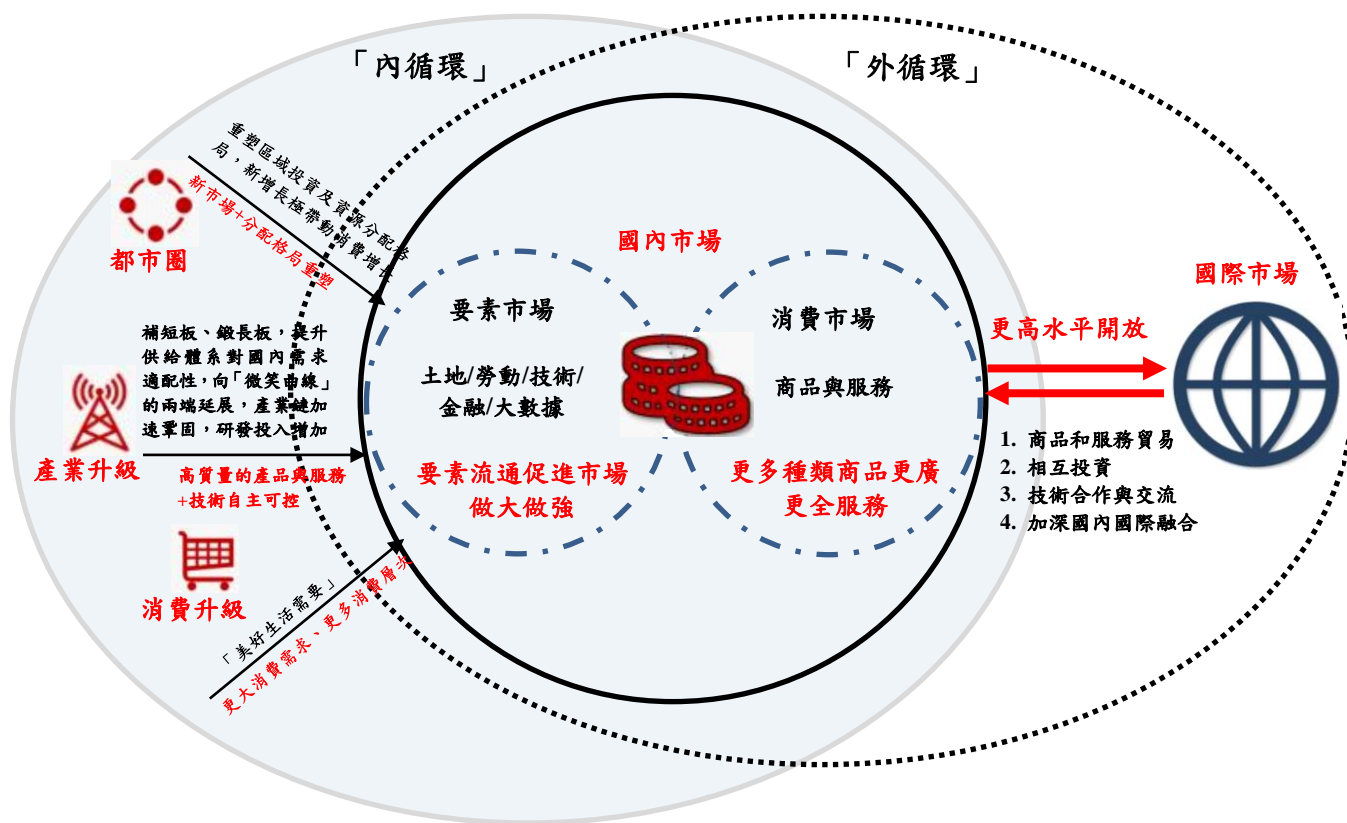 「內循環」
「外循環」
重塑區域投資及資源分配格
局，新增長極帶動消費增長
新市場+分配格局重塑
都市圈
國內市場
國際市場
要素市場
消費市場
更高水平開放
補短板、鍛長板，提升
供給體系對國內需求
適配性，向「微笑曲線」
的兩端延展，產業鏈加
速鞏固，研發投入增加
土地/勞動/技術/
金融/大數據
商品與服務
產業升級
高質量的產品與服務
+技術自主可控
要素流通促進市場
做大做強
更多種類商品更廣
更全服務
1. 商品和服務貿易
2. 相互投資
3. 技術合作與交流
4. 加深國內國際融合
消費升級
「美好生活需要」
更大消費需求、更多消費層次